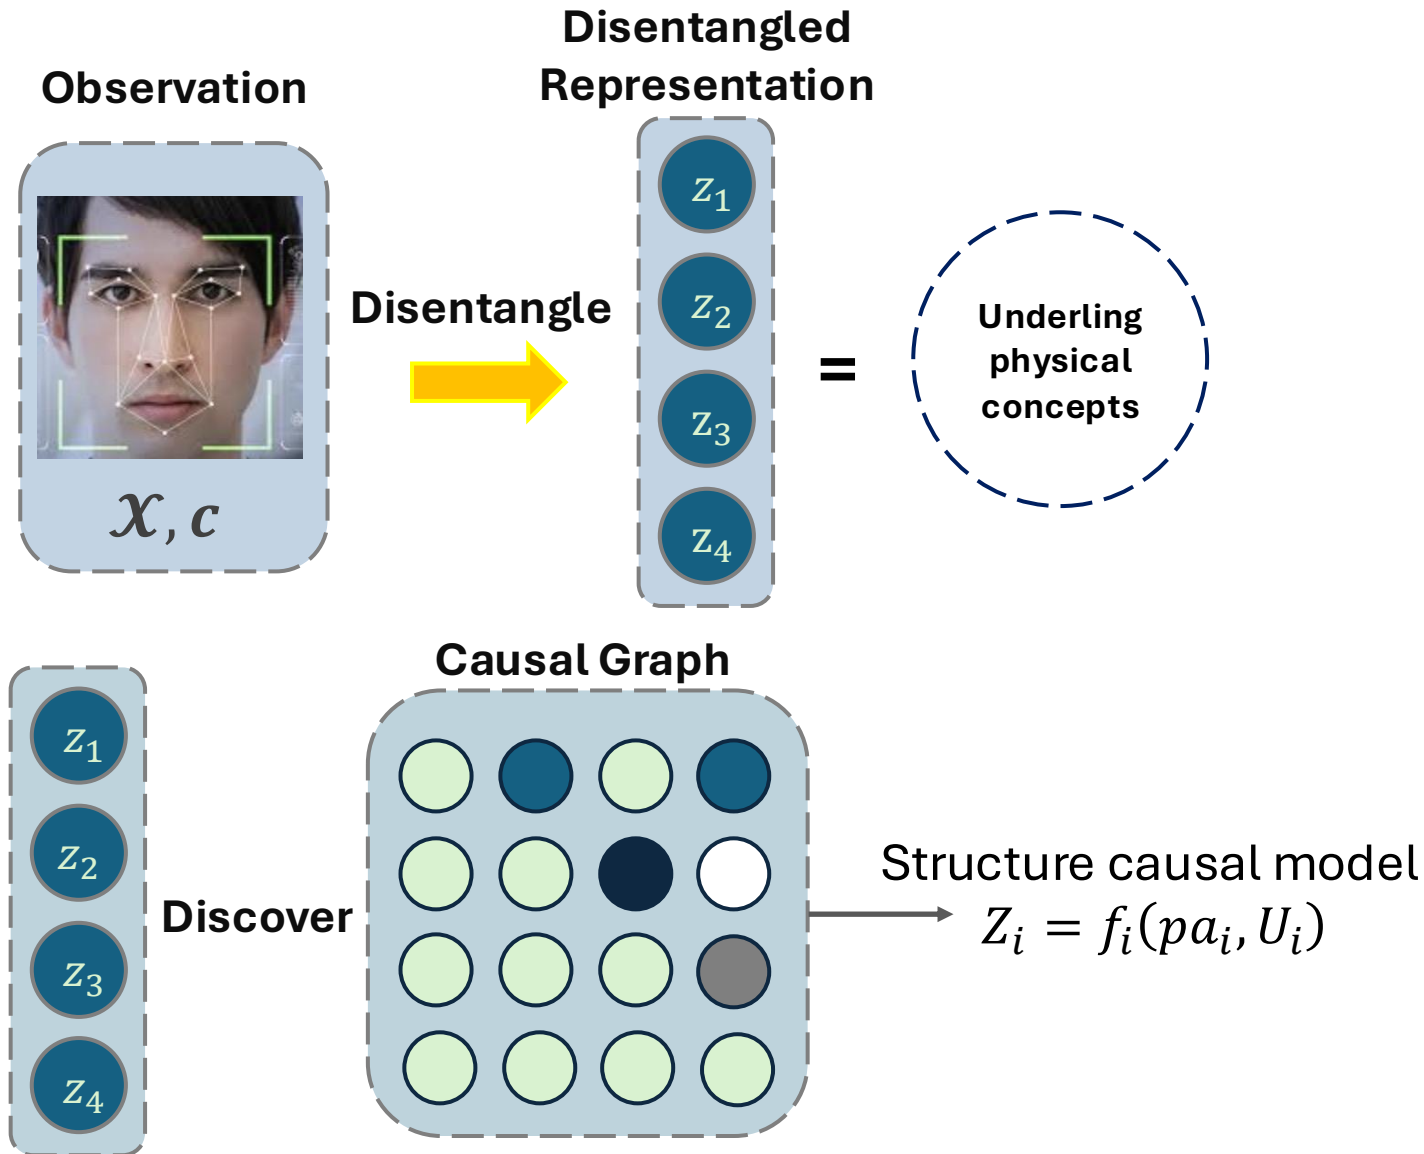 Observation
𝒳, c
Disentangle
Disentangled
Representation
z₁
z₂
z₃
z₄
=
Underling
physical
concepts
z₁
z₂
z₃
z₄
Discover
Causal Graph
Structure causal model
Zᵢ = fᵢ(paᵢ, Uᵢ)